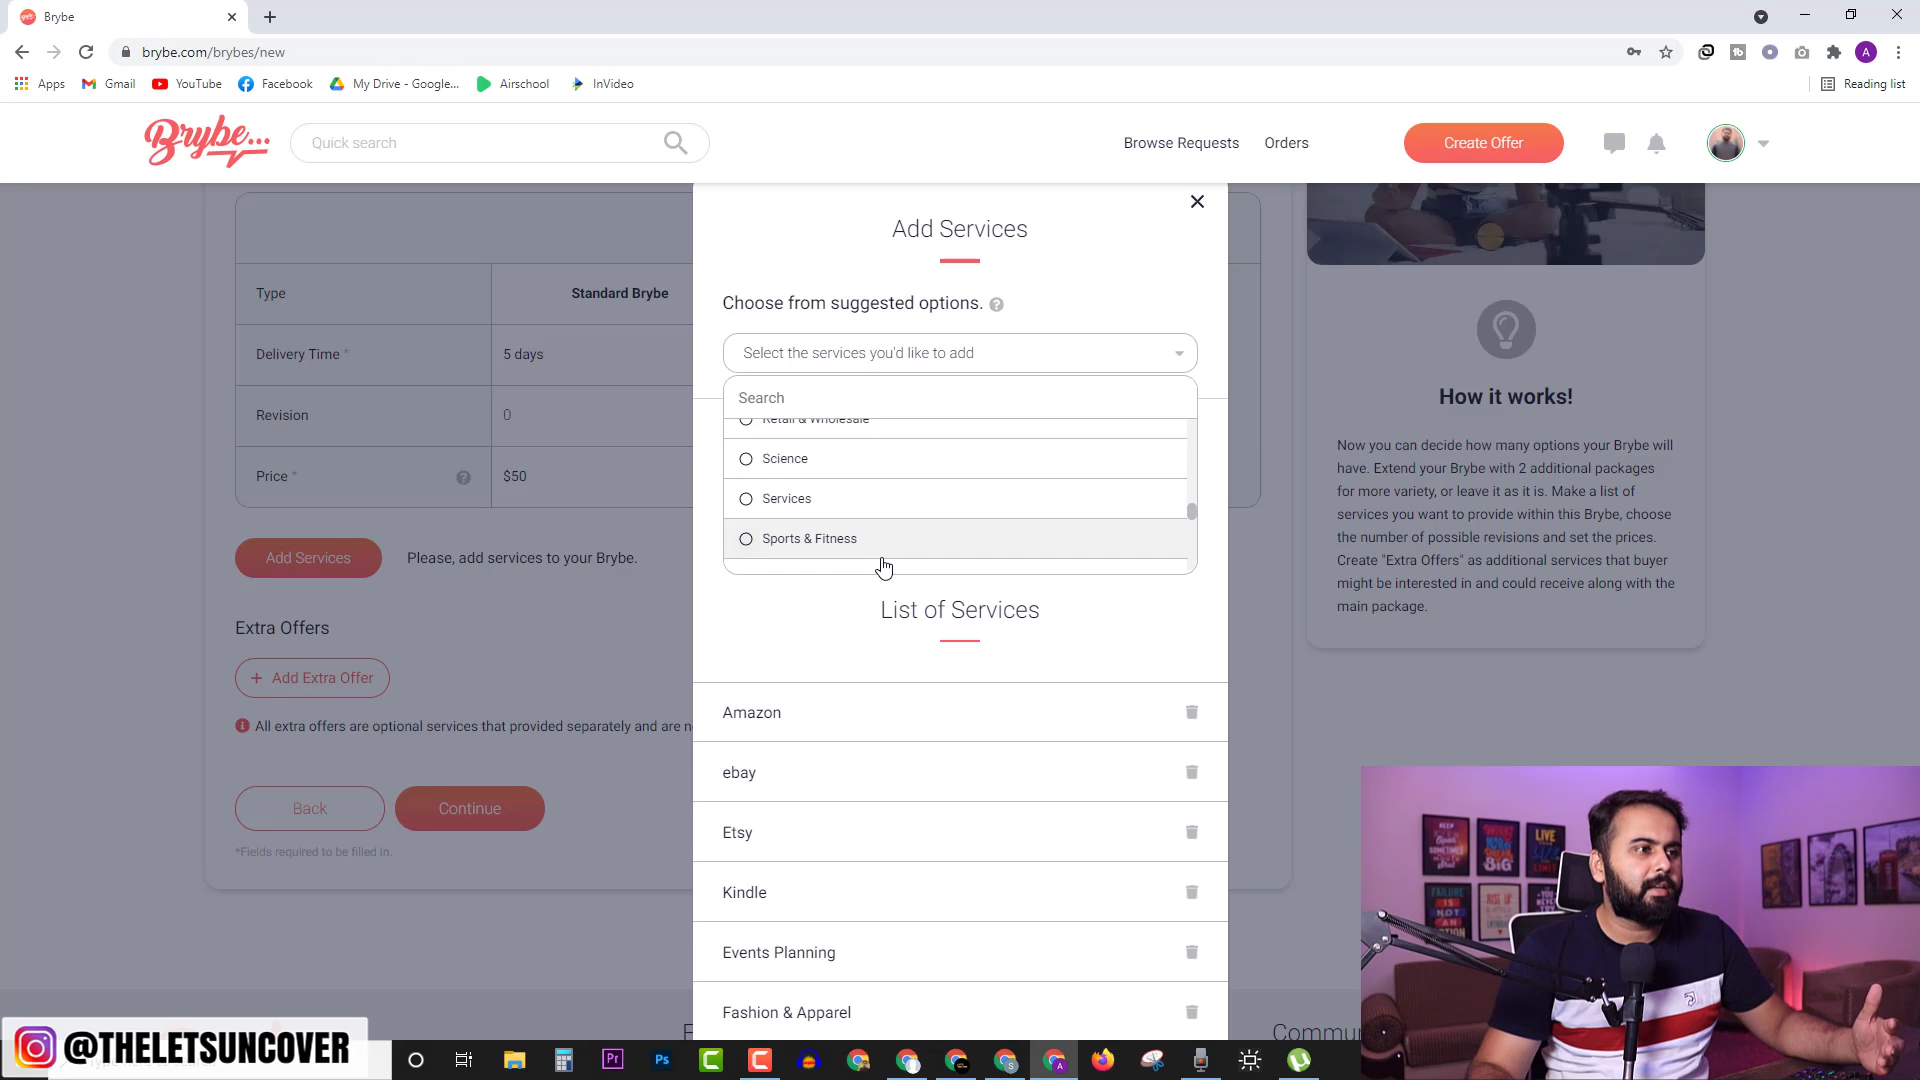 Brybe
brybe.com/brybes/new
A
Apps
Gmail
YouTube
Facebook
My Drive - Google...
Airschool
InVideo
Reading list
Brybe...
Quick search
Browse Requests
Orders
Create Offer
Add Services
Choose from suggested options.
Select the services you'd like to add
Search
Retail & Wholesale
Science
Services
Sports & Fitness
List of Services
Amazon
ebay
Etsy
Kindle
Events Planning
Fashion & Apparel
Type
Standard Brybe
Delivery Time *
5 days
Revision
0
Price *
$50
Add Services
Please, add services to your Brybe.
Extra Offers
+ Add Extra Offer
All extra offers are optional services that provided separately and are n
Back
Continue
*Fields required to be filled in.
How it works!
Now you can decide how many options your Brybe will
have. Extend your Brybe with 2 additional packages
for more variety, or leave it as it is. Make a list of
services you want to provide within this Brybe, choose
the number of possible revisions and set the prices.
Create "Extra Offers" as additional services that buyer
might be interested in and could receive along with the
main package.
Commu
@THELETSUNCOVER
Pr
Ps